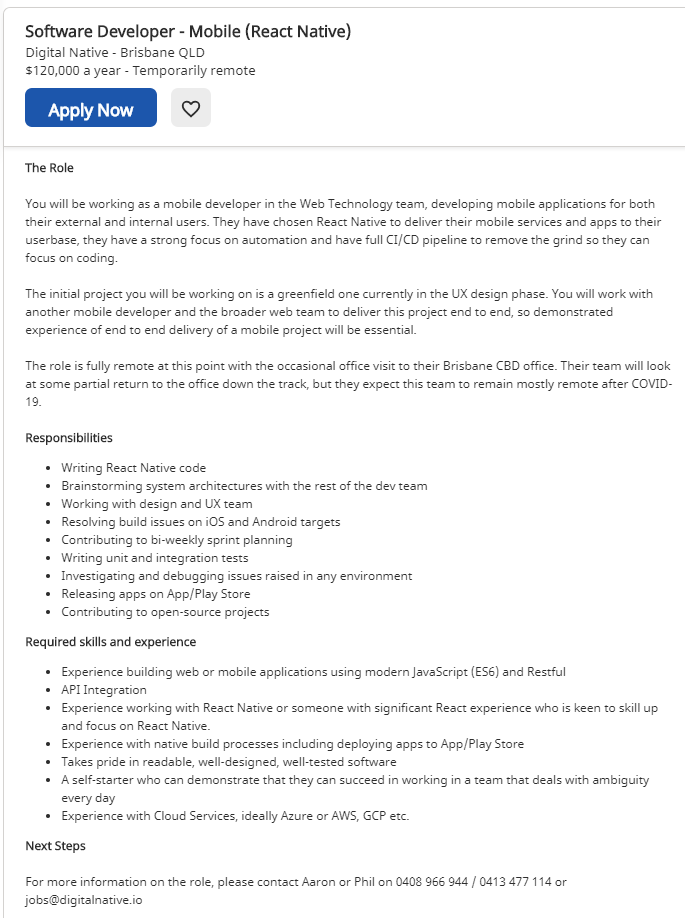 Software Developer - Mobile (React Native)
Digital Native - Brisbane QLD
$120,000 a year - Temporarily remote
Apply Now
The Role
You will be working as a mobile developer in the Web Technology team, developing mobile applications for both
their external and internal users. They have chosen React Native to deliver their mobile services and apps to their
userbase, they have a strong focus on automation and have full CI/CD pipeline to remove the grind so they can
focus on coding.
The initial project you will be working on is a greenfield one currently in the UX design phase. You will work with
another mobile developer and the broader web team to deliver this project end to end, so demonstrated
experience of end to end delivery of a mobile project will be essential.
The role is fully remote at this point with the occasional office visit to their Brisbane CBD office. Their team will look
at some partial return to the office down the track, but they expect this team to remain mostly remote after COVID-
19.
Responsibilities
• Writing React Native code
• Brainstorming system architectures with the rest of the dev team
• Working with design and UX team
• Resolving build issues on iOS and Android targets
• Contributing to bi-weekly sprint planning
• Writing unit and integration tests
• Investigating and debugging issues raised in any environment
• Releasing apps on App/Play Store
• Contributing to open-source projects
Required skills and experience
• Experience building web or mobile applications using modern JavaScript (ES6) and Restful
• API Integration
• Experience working with React Native or someone with significant React experience who is keen to skill up
and focus on React Native.
• Experience with native build processes including deploying apps to App/Play Store
• Takes pride in readable, well-designed, well-tested software
• A self-starter who can demonstrate that they can succeed in working in a team that deals with ambiguity
every day
• Experience with Cloud Services, ideally Azure or AWS, GCP etc.
Next Steps
For more information on the role, please contact Aaron or Phil on 0408 966 944 / 0413 477 114 or
jobs@digitalnative.io